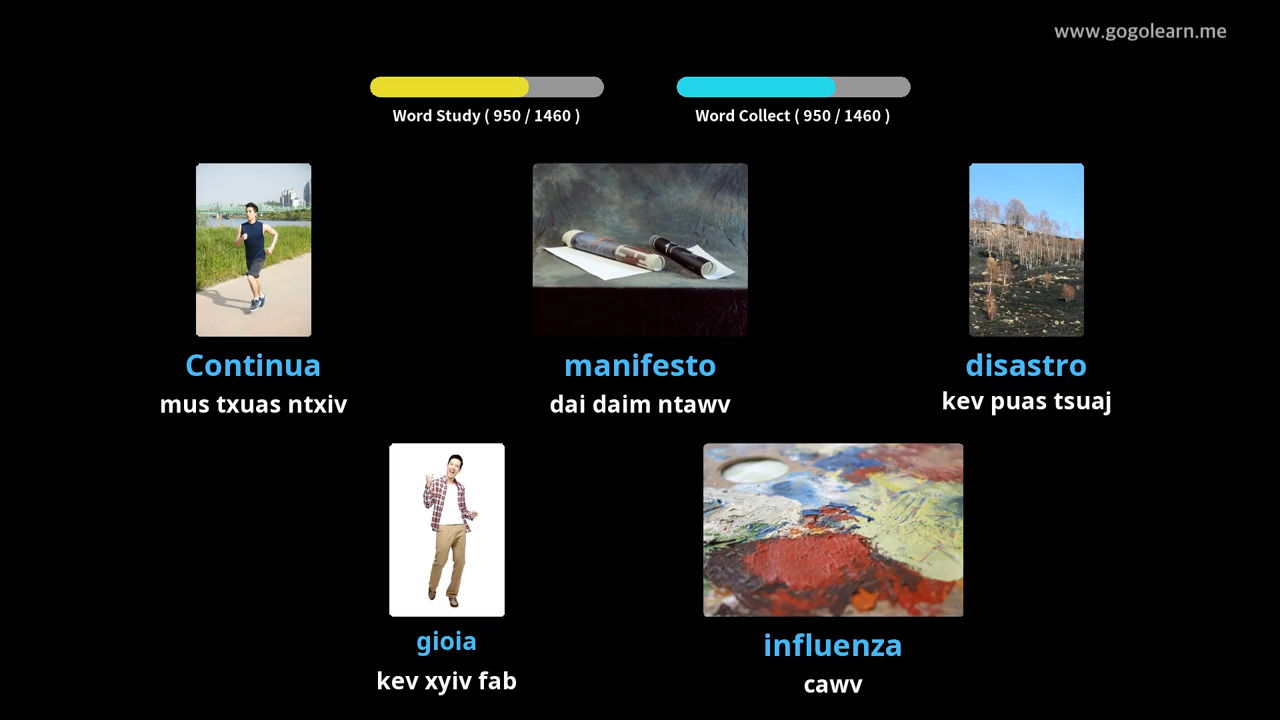 www.gogolearn.me
Word Study ( 950 / 1460 )
Word Collect ( 950 / 1460 )
Continua
mus txuas ntxiv
manifesto
dai daim ntawv
disastro
kev puas tsuaj
gioia
kev xyiv fab
influenza
cawv